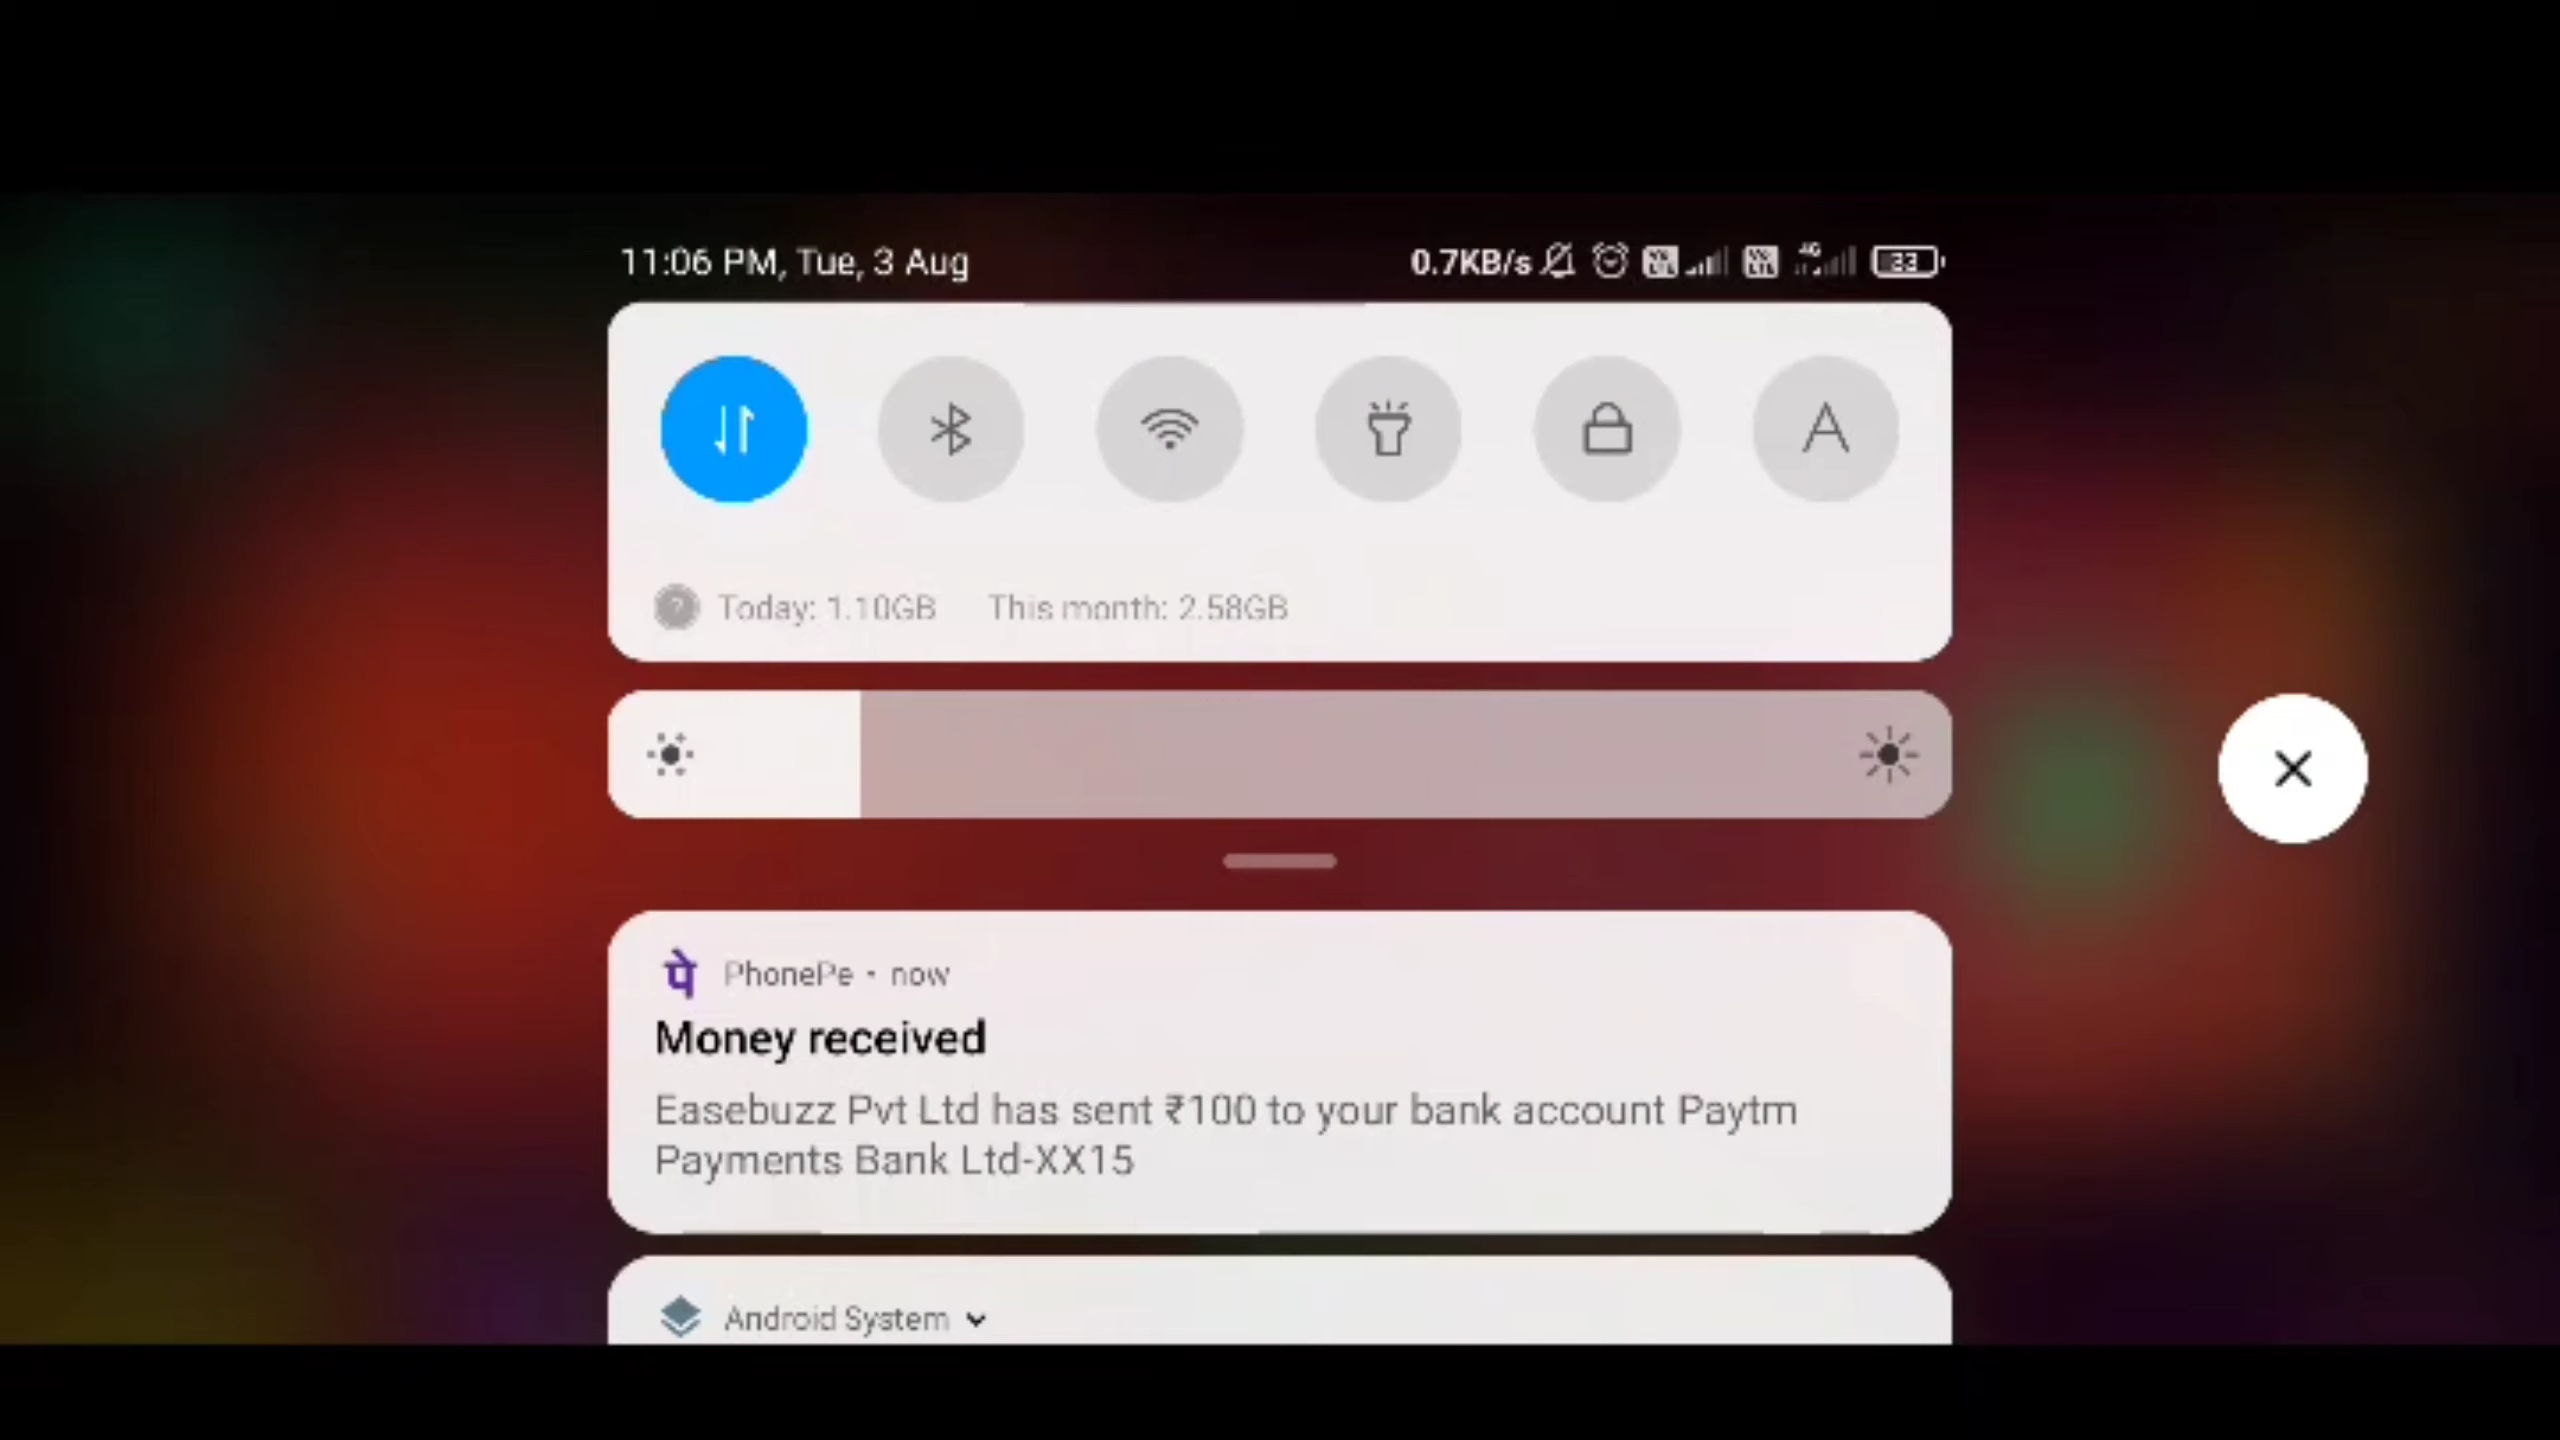 11:06 PM, Tue, 3 Aug 0.7KB/s 4G 33
A
Today: 1.10GB This month: 2.58GB
पे PhonePe • now
Money received
Easebuzz Pvt Ltd has sent ₹100 to your bank account Paytm
Payments Bank Ltd-XX15
Android System